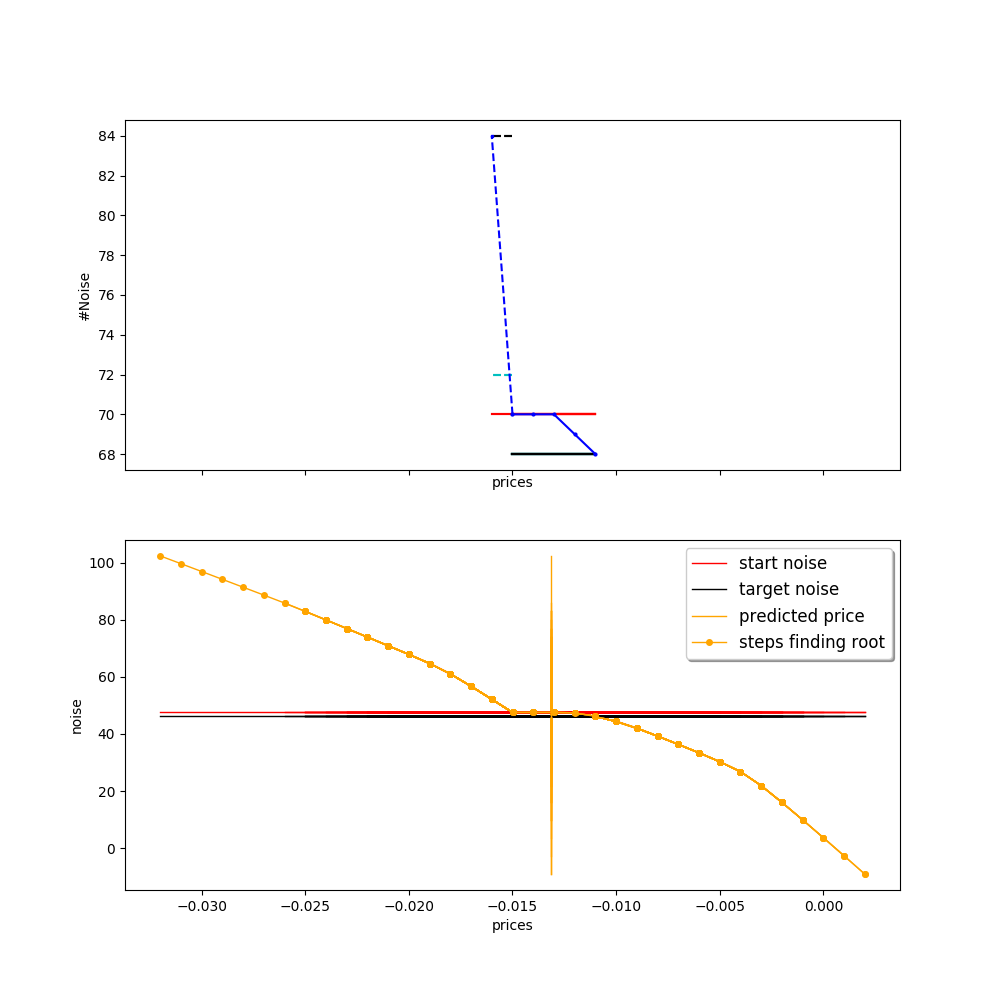 84
82
80
78
76
74
72
70
68
#Noise
prices
100
80
60
40
20
0
noise
start noise
target noise
predicted price
steps finding root
−0.030 −0.025 −0.020 −0.015 −0.010 −0.005 0.000
prices